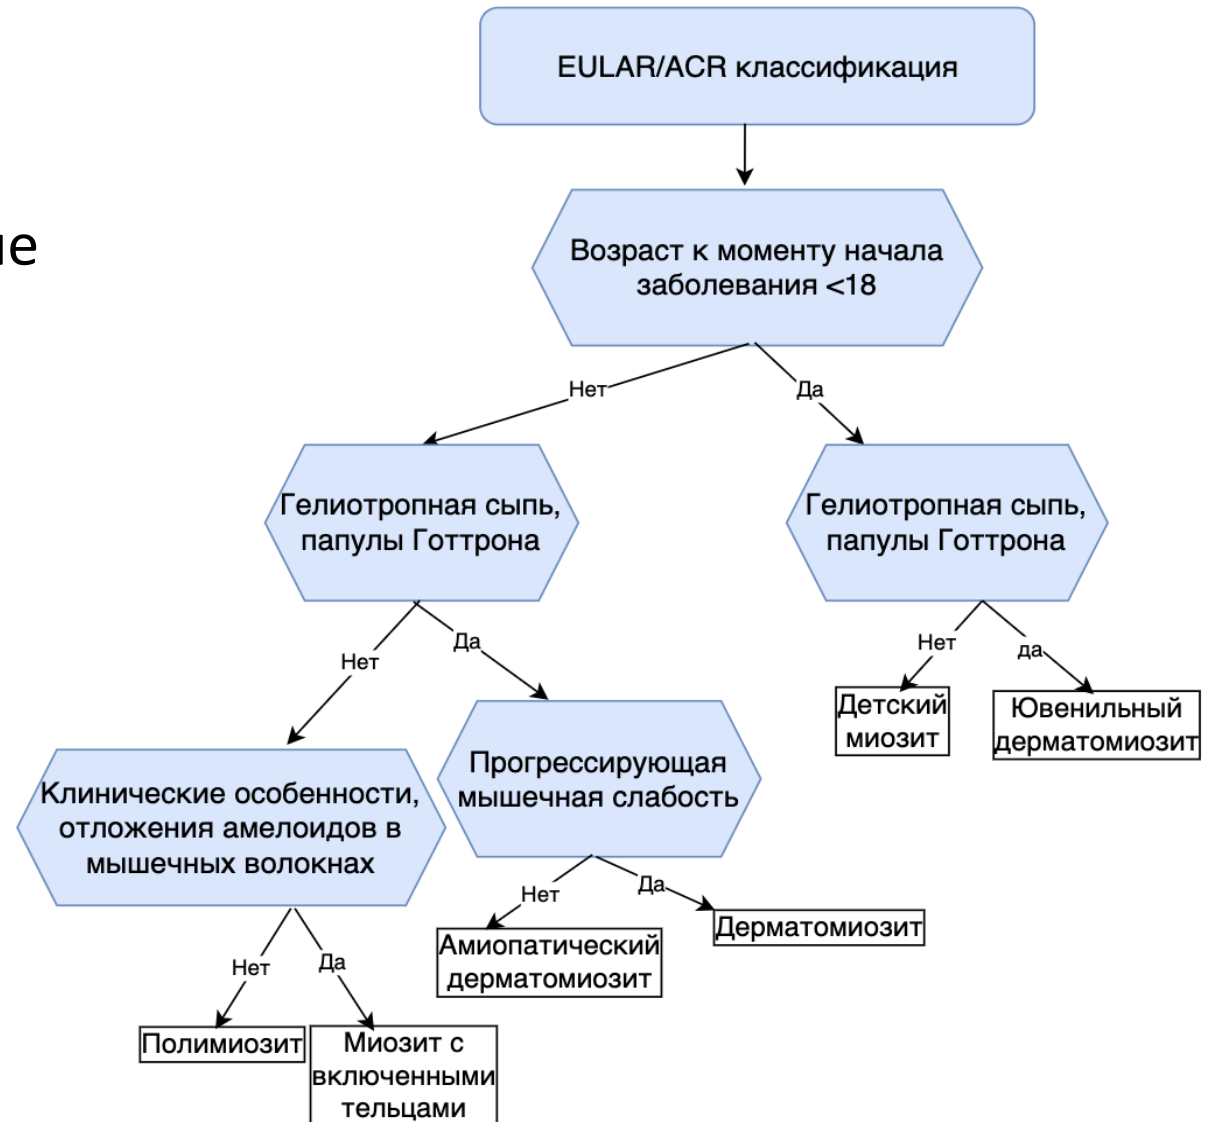 EULAR/ACR классификация
ие
Возраст к моменту начала
заболевания <18
Нет
Да
Гелиотропная сыпь,
папулы Готтрона
Гелиотропная сыпь,
папулы Готтрона
Нет
Да
Нет
да
Детский
миозит
Ювенильный
дерматомиозит
Клинические особенности,
отложения амелоидов в
мышечных волокнах
Прогрессирующая
мышечная слабость
Нет
Да
Нет
Да
Амиопатический
дерматомиозит
Дерматомиозит
Полимиозит
Миозит с
включенными
тельцами